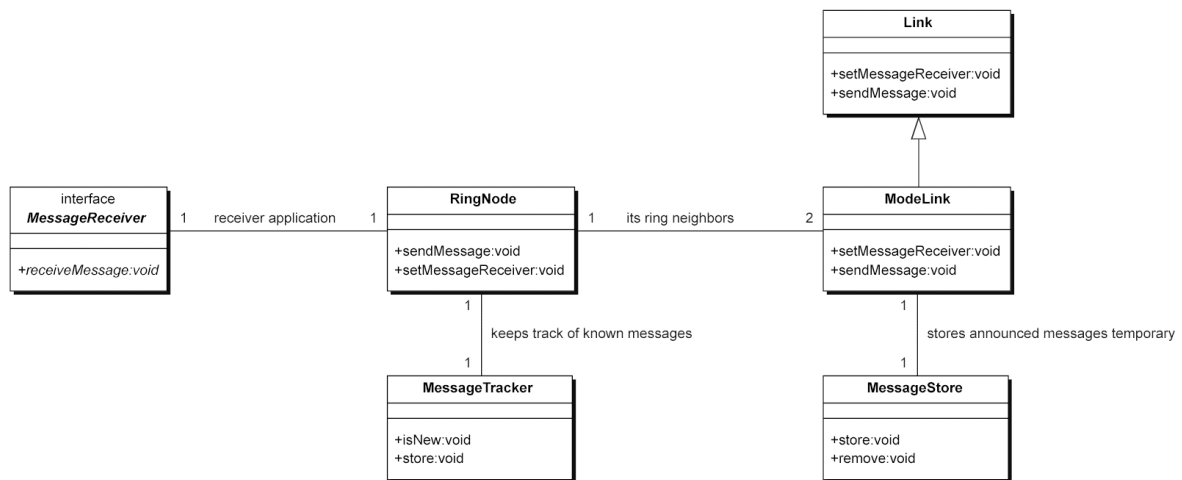 Link
+setMessageReceiver:void
+sendMessage:void
interface
MessageReceiver
+receiveMessage:void
1 receiver application 1
RingNode
+sendMessage:void
+setMessageReceiver:void
1 its ring neighbors 2
ModeLink
+setMessageReceiver:void
+sendMessage:void
1
keeps track of known messages
1
MessageTracker
+isNew:void
+store:void
1
stores announced messages temporary
1
MessageStore
+store:void
+remove:void